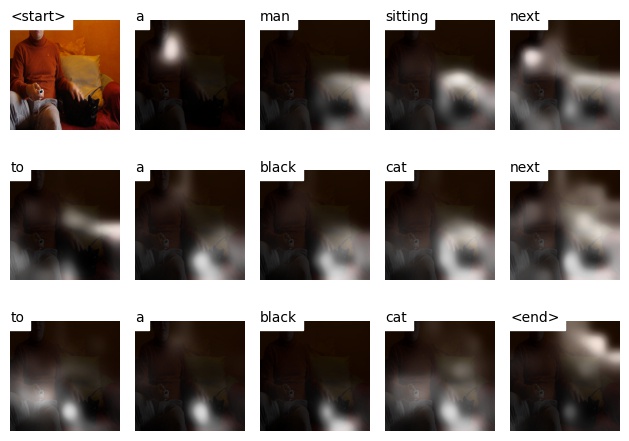 <start> a man sitting next
to a black cat next
to a black cat <end>